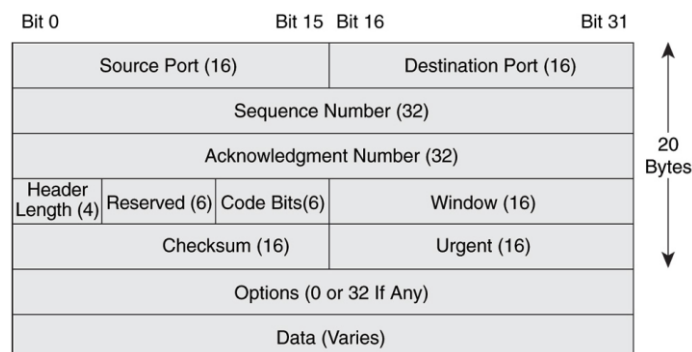 Bit 0 Bit 15 Bit 16 Bit 31
Source Port (16) Destination Port (16)
Sequence Number (32)
Acknowledgment Number (32)
20
Bytes
Header
Length (4) Reserved (6) Code Bits(6) Window (16)
Checksum (16) Urgent (16)
Options (0 or 32 If Any)
Data (Varies)